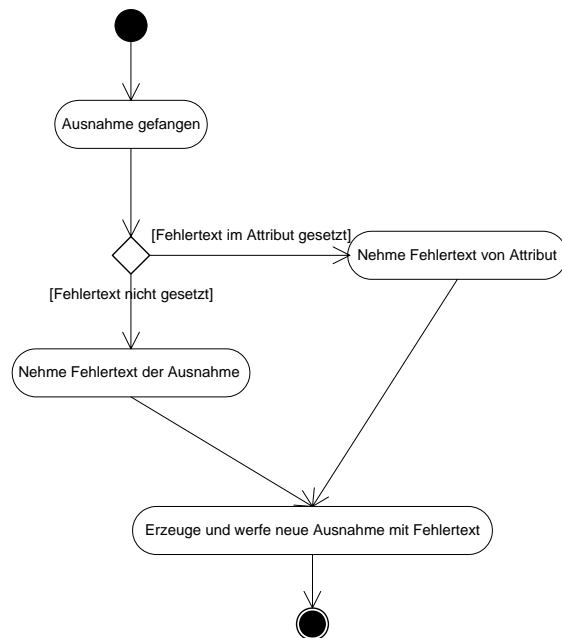 Ausnahme gefangen
[Fehlertext im Attribut gesetzt]
Nehme Fehlertext von Attribut
[Fehlertext nicht gesetzt]
Nehme Fehlertext der Ausnahme
Erzeuge und werfe neue Ausnahme mit Fehlertext